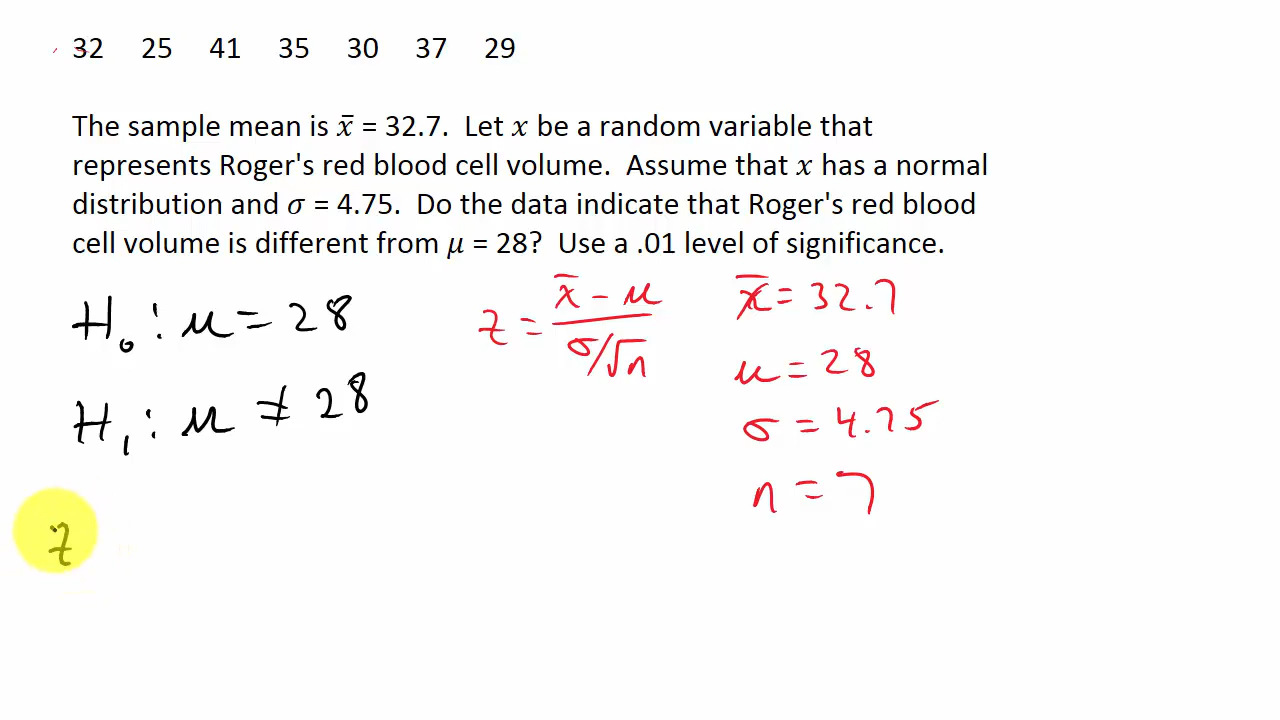 32 25 41 35 30 37 29
The sample mean is x̄ = 32.7. Let x be a random variable that
represents Roger's red blood cell volume. Assume that x has a normal
distribution and σ = 4.75. Do the data indicate that Roger's red blood
cell volume is different from μ = 28? Use a .01 level of significance.
H₀ : μ = 28
H₁ : μ ≠ 28
z = (x̄ - μ) / (σ/√n)
x̄ = 32.7
μ = 28
σ = 4.75
n = 7
z